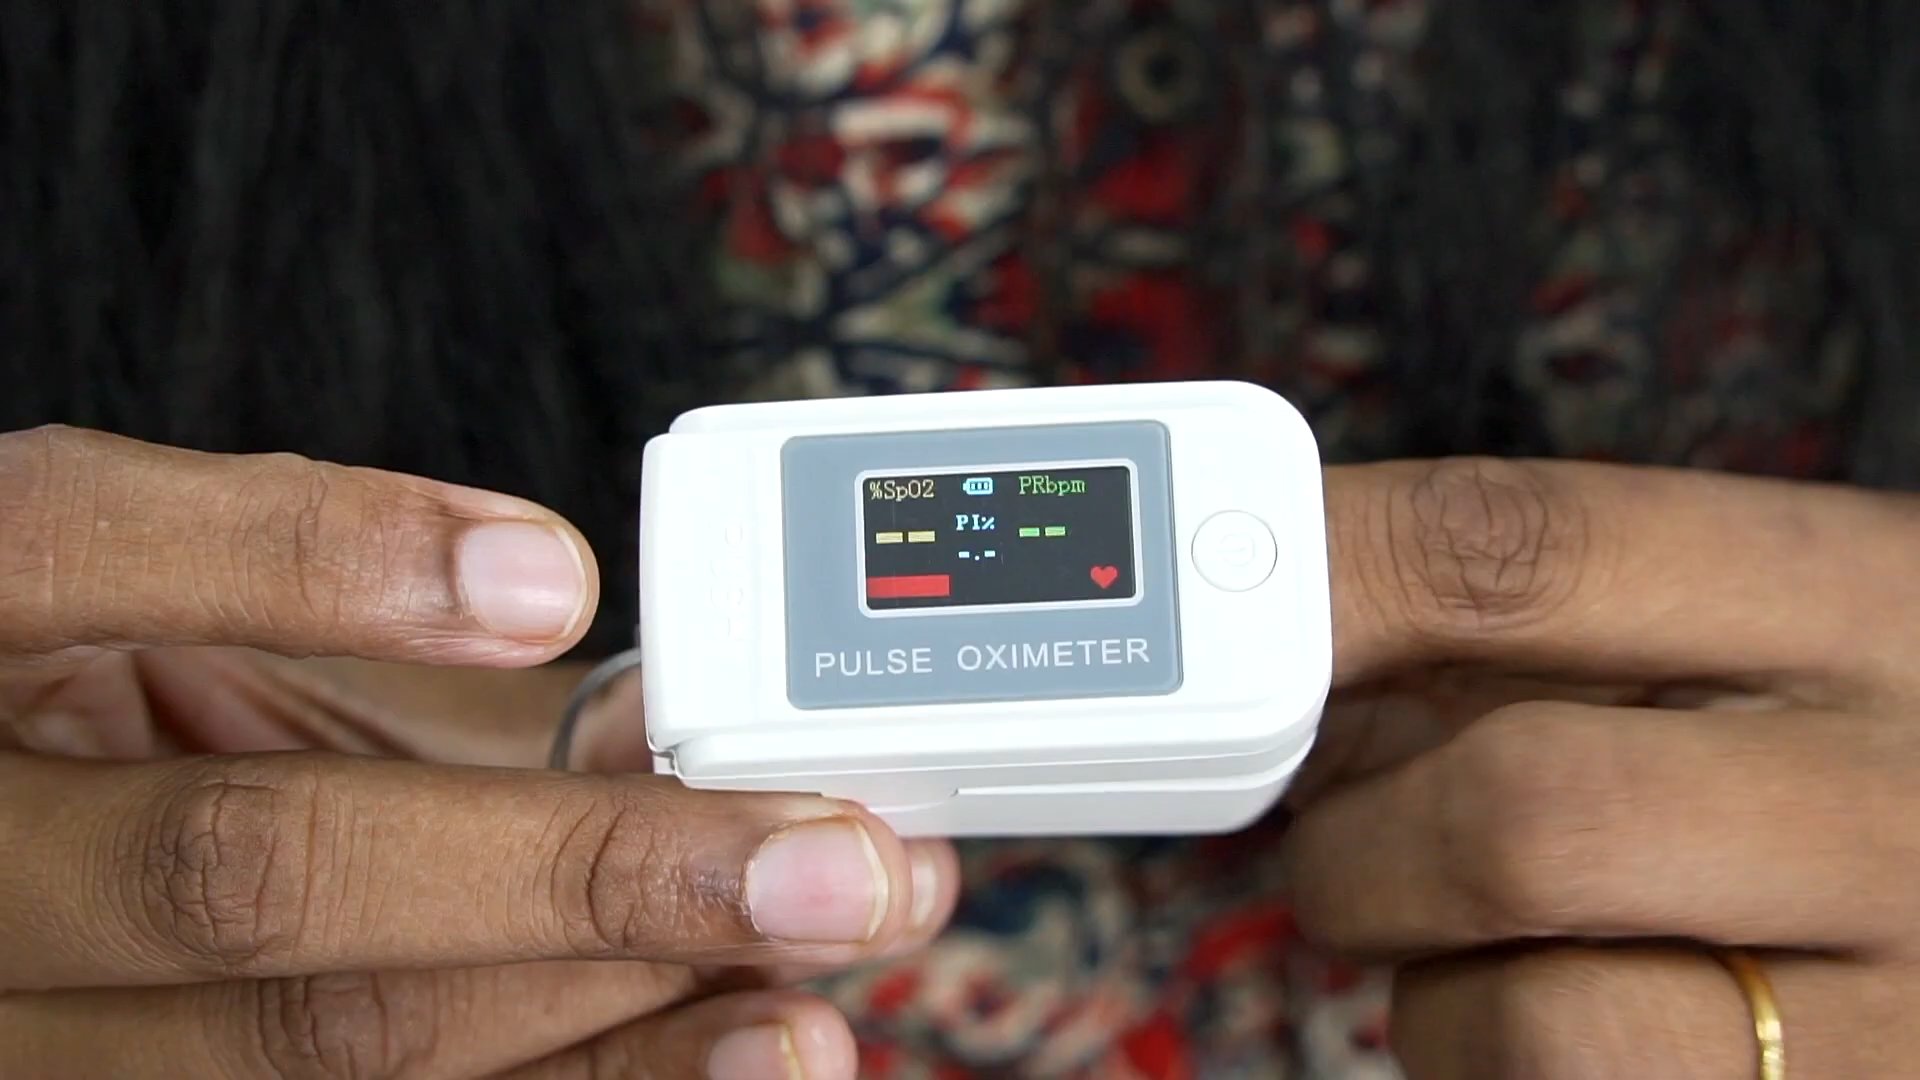 %SpO2 PRbpm
PI%
-- -.- --
PULSE OXIMETER